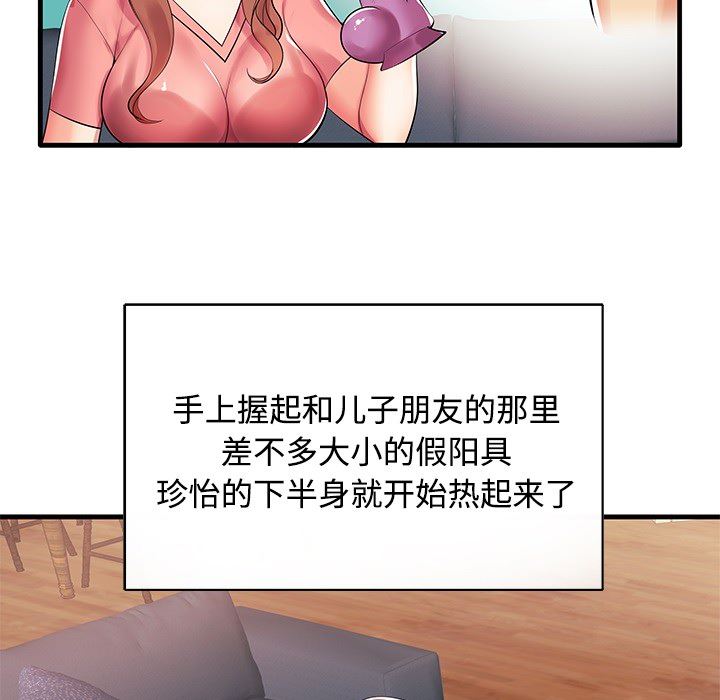 手上握起和儿子朋友的那里
差不多大小的假阳具
珍怡的下半身就开始热起来了